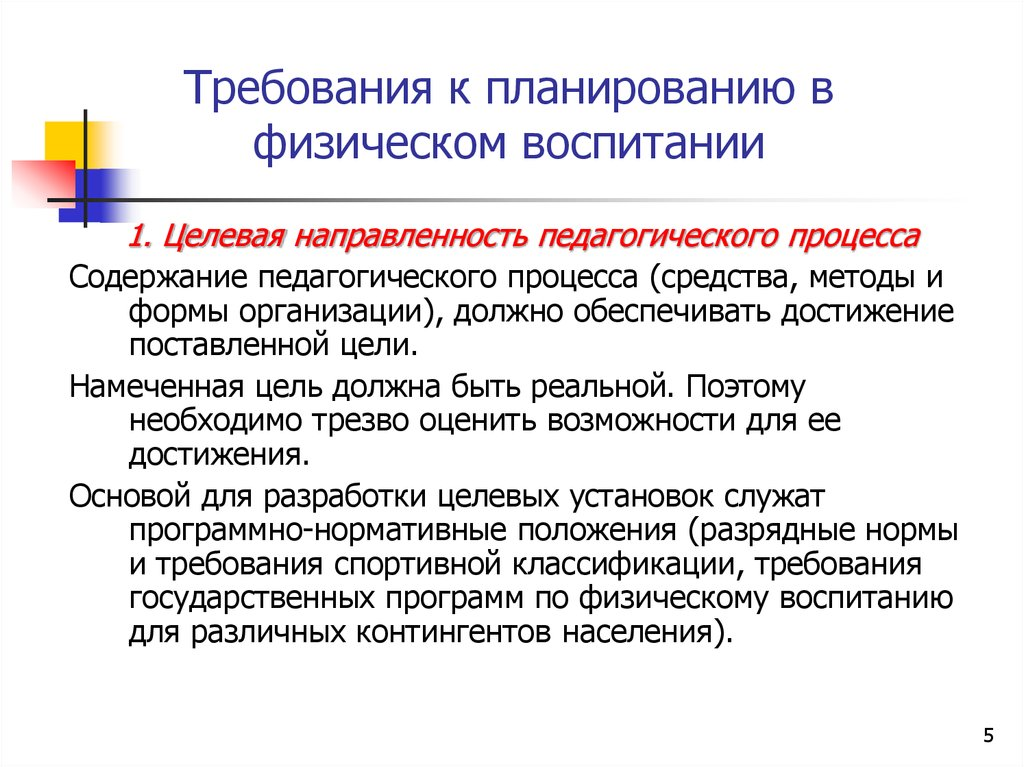 Требования к планированию в
физическом воспитании
1. Целевая направленность педагогического процесса
Содержание педагогического процесса (средства, методы и
формы организации), должно обеспечивать достижение
поставленной цели.
Намеченная цель должна быть реальной. Поэтому
необходимо трезво оценить возможности для ее
достижения.
Основой для разработки целевых установок служат
программно-нормативные положения (разрядные нормы
и требования спортивной классификации, требования
государственных программ по физическому воспитанию
для различных контингентов населения).
5